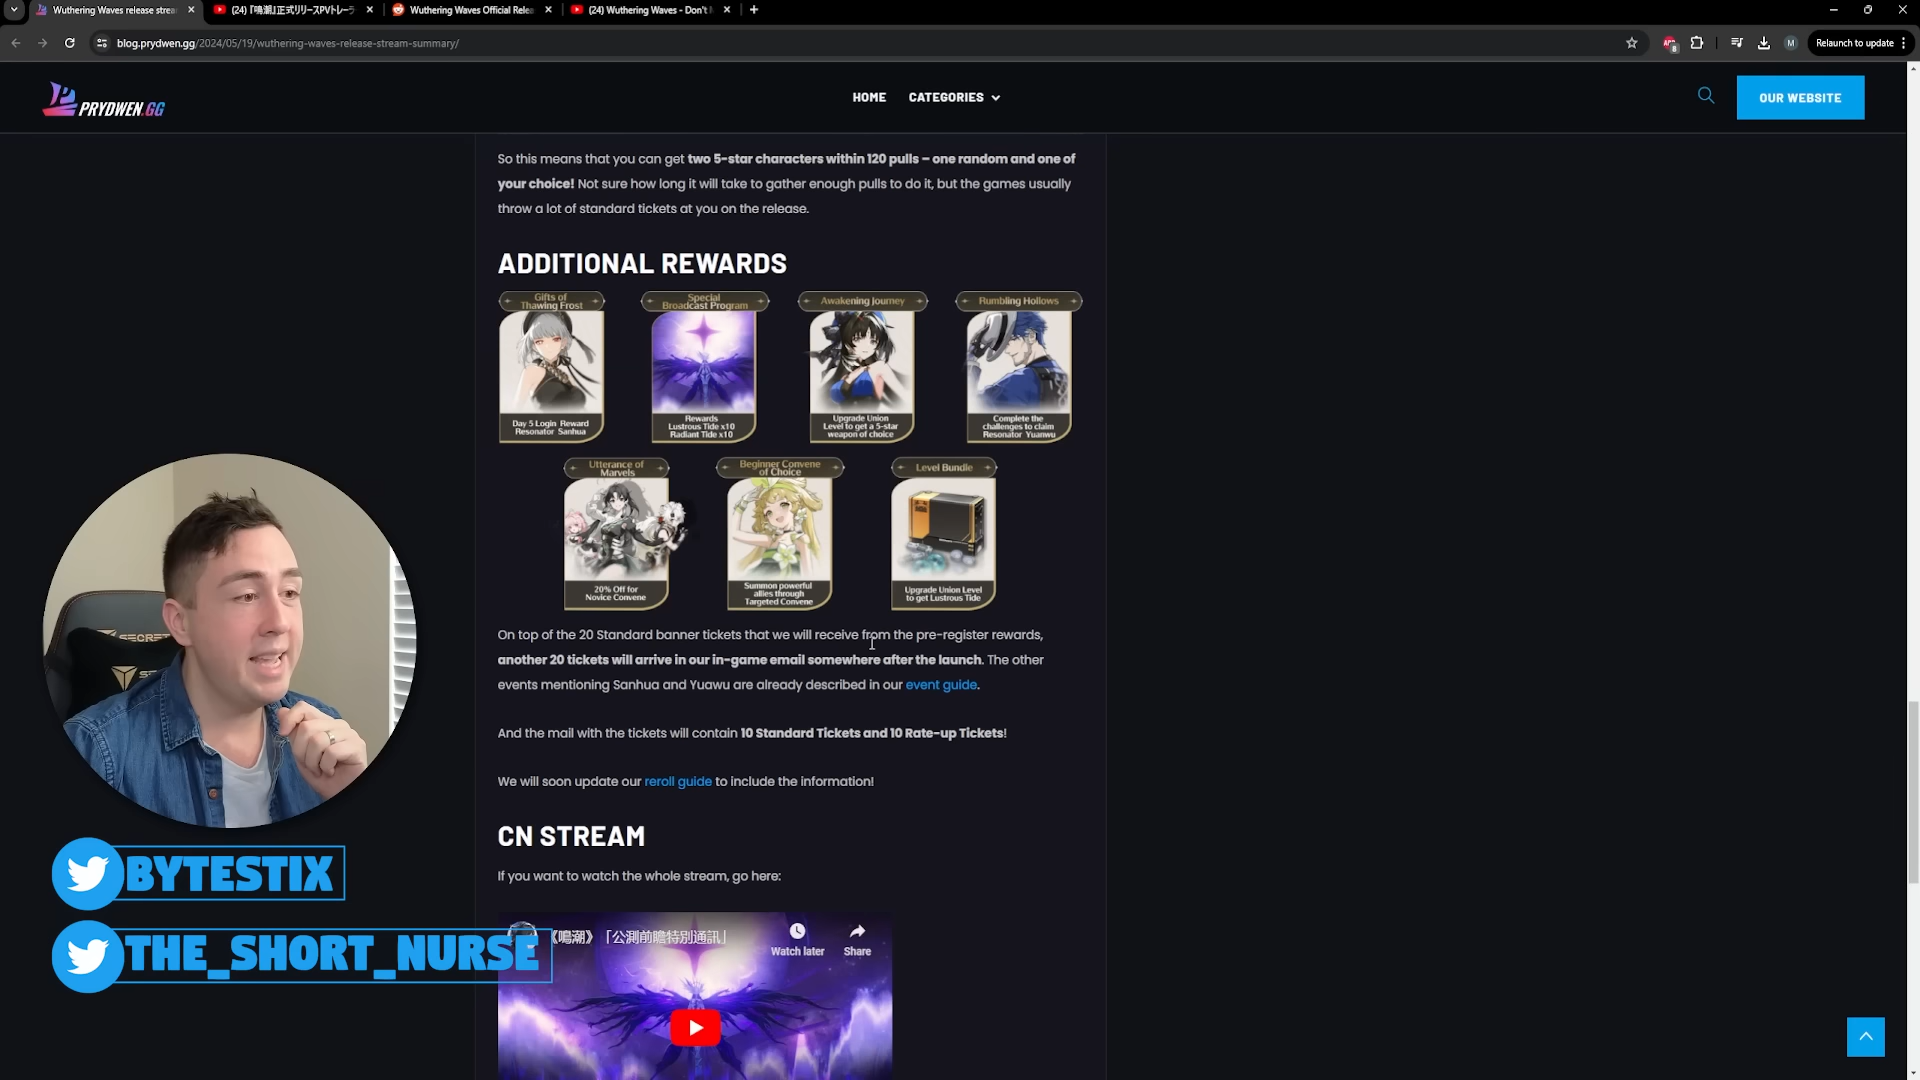 Wuthering Waves release strea
(24) 『鳴潮』正式リリースPVトレーラ
Wuthering Waves Official Relea
(24) Wuthering Waves - Don't
blog.prydwen.gg/2024/05/19/wuthering-waves-release-stream-summary/
M
Relaunch to update
PRYDWEN.GG
HOME
CATEGORIES
OUR WEBSITE
So this means that you can get two 5-star characters within 120 pulls – one random and one of
your choice! Not sure how long it will take to gather enough pulls to do it, but the games usually
throw a lot of standard tickets at you on the release.
ADDITIONAL REWARDS
Gifts of
Thawing Frost
Day 5 Login Reward
Resonator Sanhua
Special
Broadcast Program
Rewards
Lustrous Tide x10
Radiant Tide x10
Awakening Journey
Upgrade Union
Level to get a 5-star
weapon of choice
Rumbling Hollows
Complete the
challenges to claim
Resonator Yuanwu
Utterance of
Marvels
20% Off for
Novice Convene
Beginner Convene
of Choice
Summon powerful
allies through
Targeted Convene
Level Bundle
Upgrade Union Level
to get Lustrous Tide
On top of the 20 Standard banner tickets that we will receive from the pre-register rewards,
another 20 tickets will arrive in our in-game email somewhere after the launch. The other
events mentioning Sanhua and Yuawu are already described in our event guide.
And the mail with the tickets will contain 10 Standard Tickets and 10 Rate-up Tickets!
We will soon update our reroll guide to include the information!
CN STREAM
If you want to watch the whole stream, go here:
《鳴潮》「公測前瞻特別通訊」
Watch later
Share
SECRET
BYTESTIX
THE_SHORT_NURSE